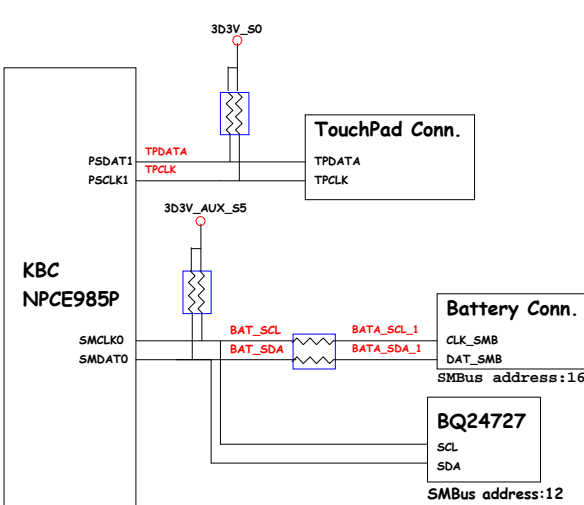 3D3V_S0
TouchPad Conn.
TPDATA
PSDAT1
TPDATA
TPCLK
PSCLK1
TPCLK
3D3V_AUX_S5
KBC
NPCE985P
Battery Conn.
BAT_SCL
BATA_SCL_1
SMCLK0
CLK_SMB
BAT_SDA
BATA_SDA_1
SMDAT0
DAT_SMB
SMBus address:16
BQ24727
SCL
SDA
SMBus address:12